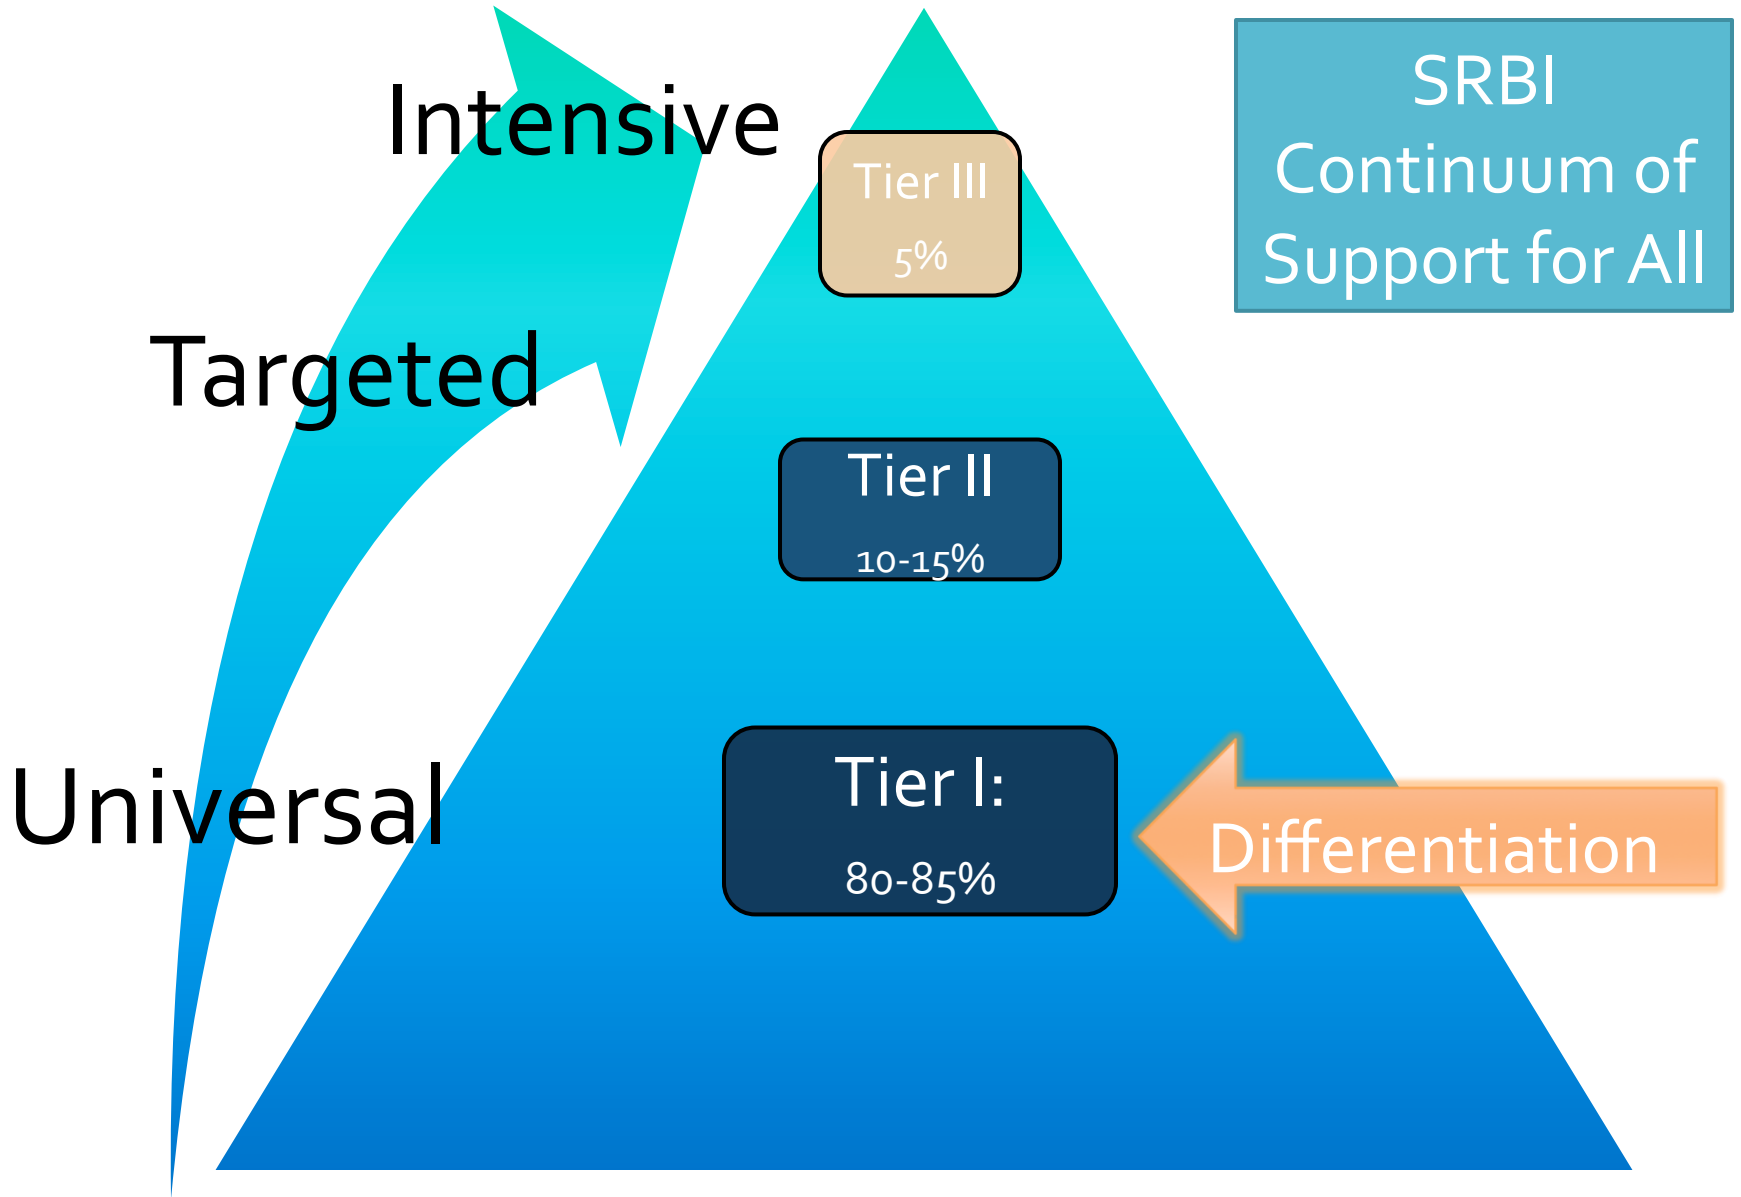 SRBI
Continuum of
Support for All
Intensive
Tier III
5%
Targeted
Tier II
10-15%
Universal
Tier I:
80-85%
Differentiation